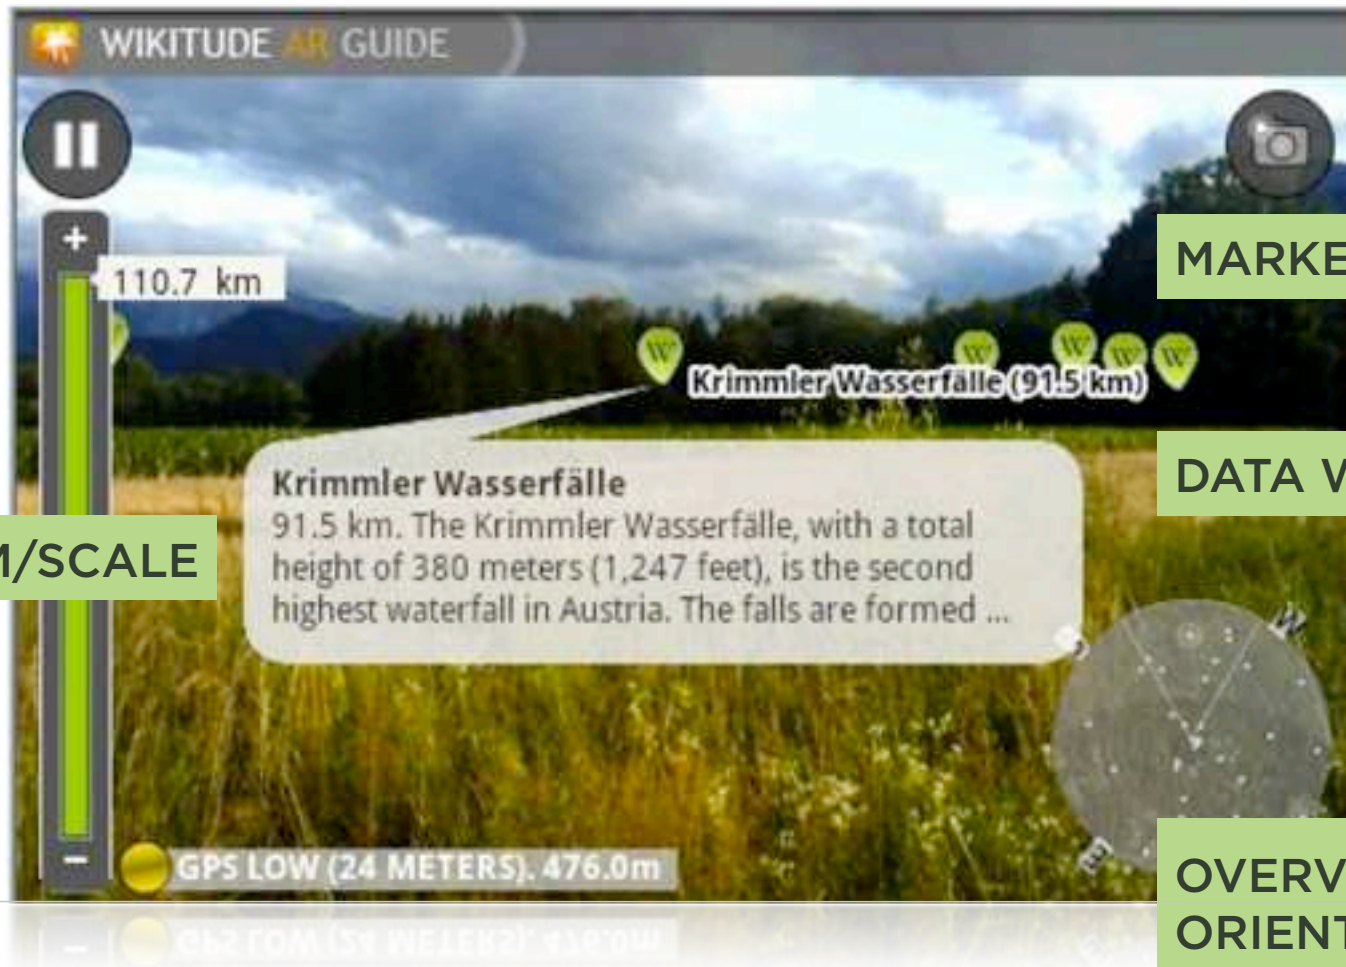 WIKITUDE AR GUIDE
+
110.7 km
MARKE
W W W W W
Krimmler Wasserfälle (91.5 km)
Krimmler Wasserfälle
91.5 km. The Krimmler Wasserfälle, with a total
height of 380 meters (1,247 feet), is the second
highest waterfall in Austria. The falls are formed ...
DATA W
M/SCALE
W
OVERV
ORIENT
–
GPS LOW (24 METERS). 476.0m